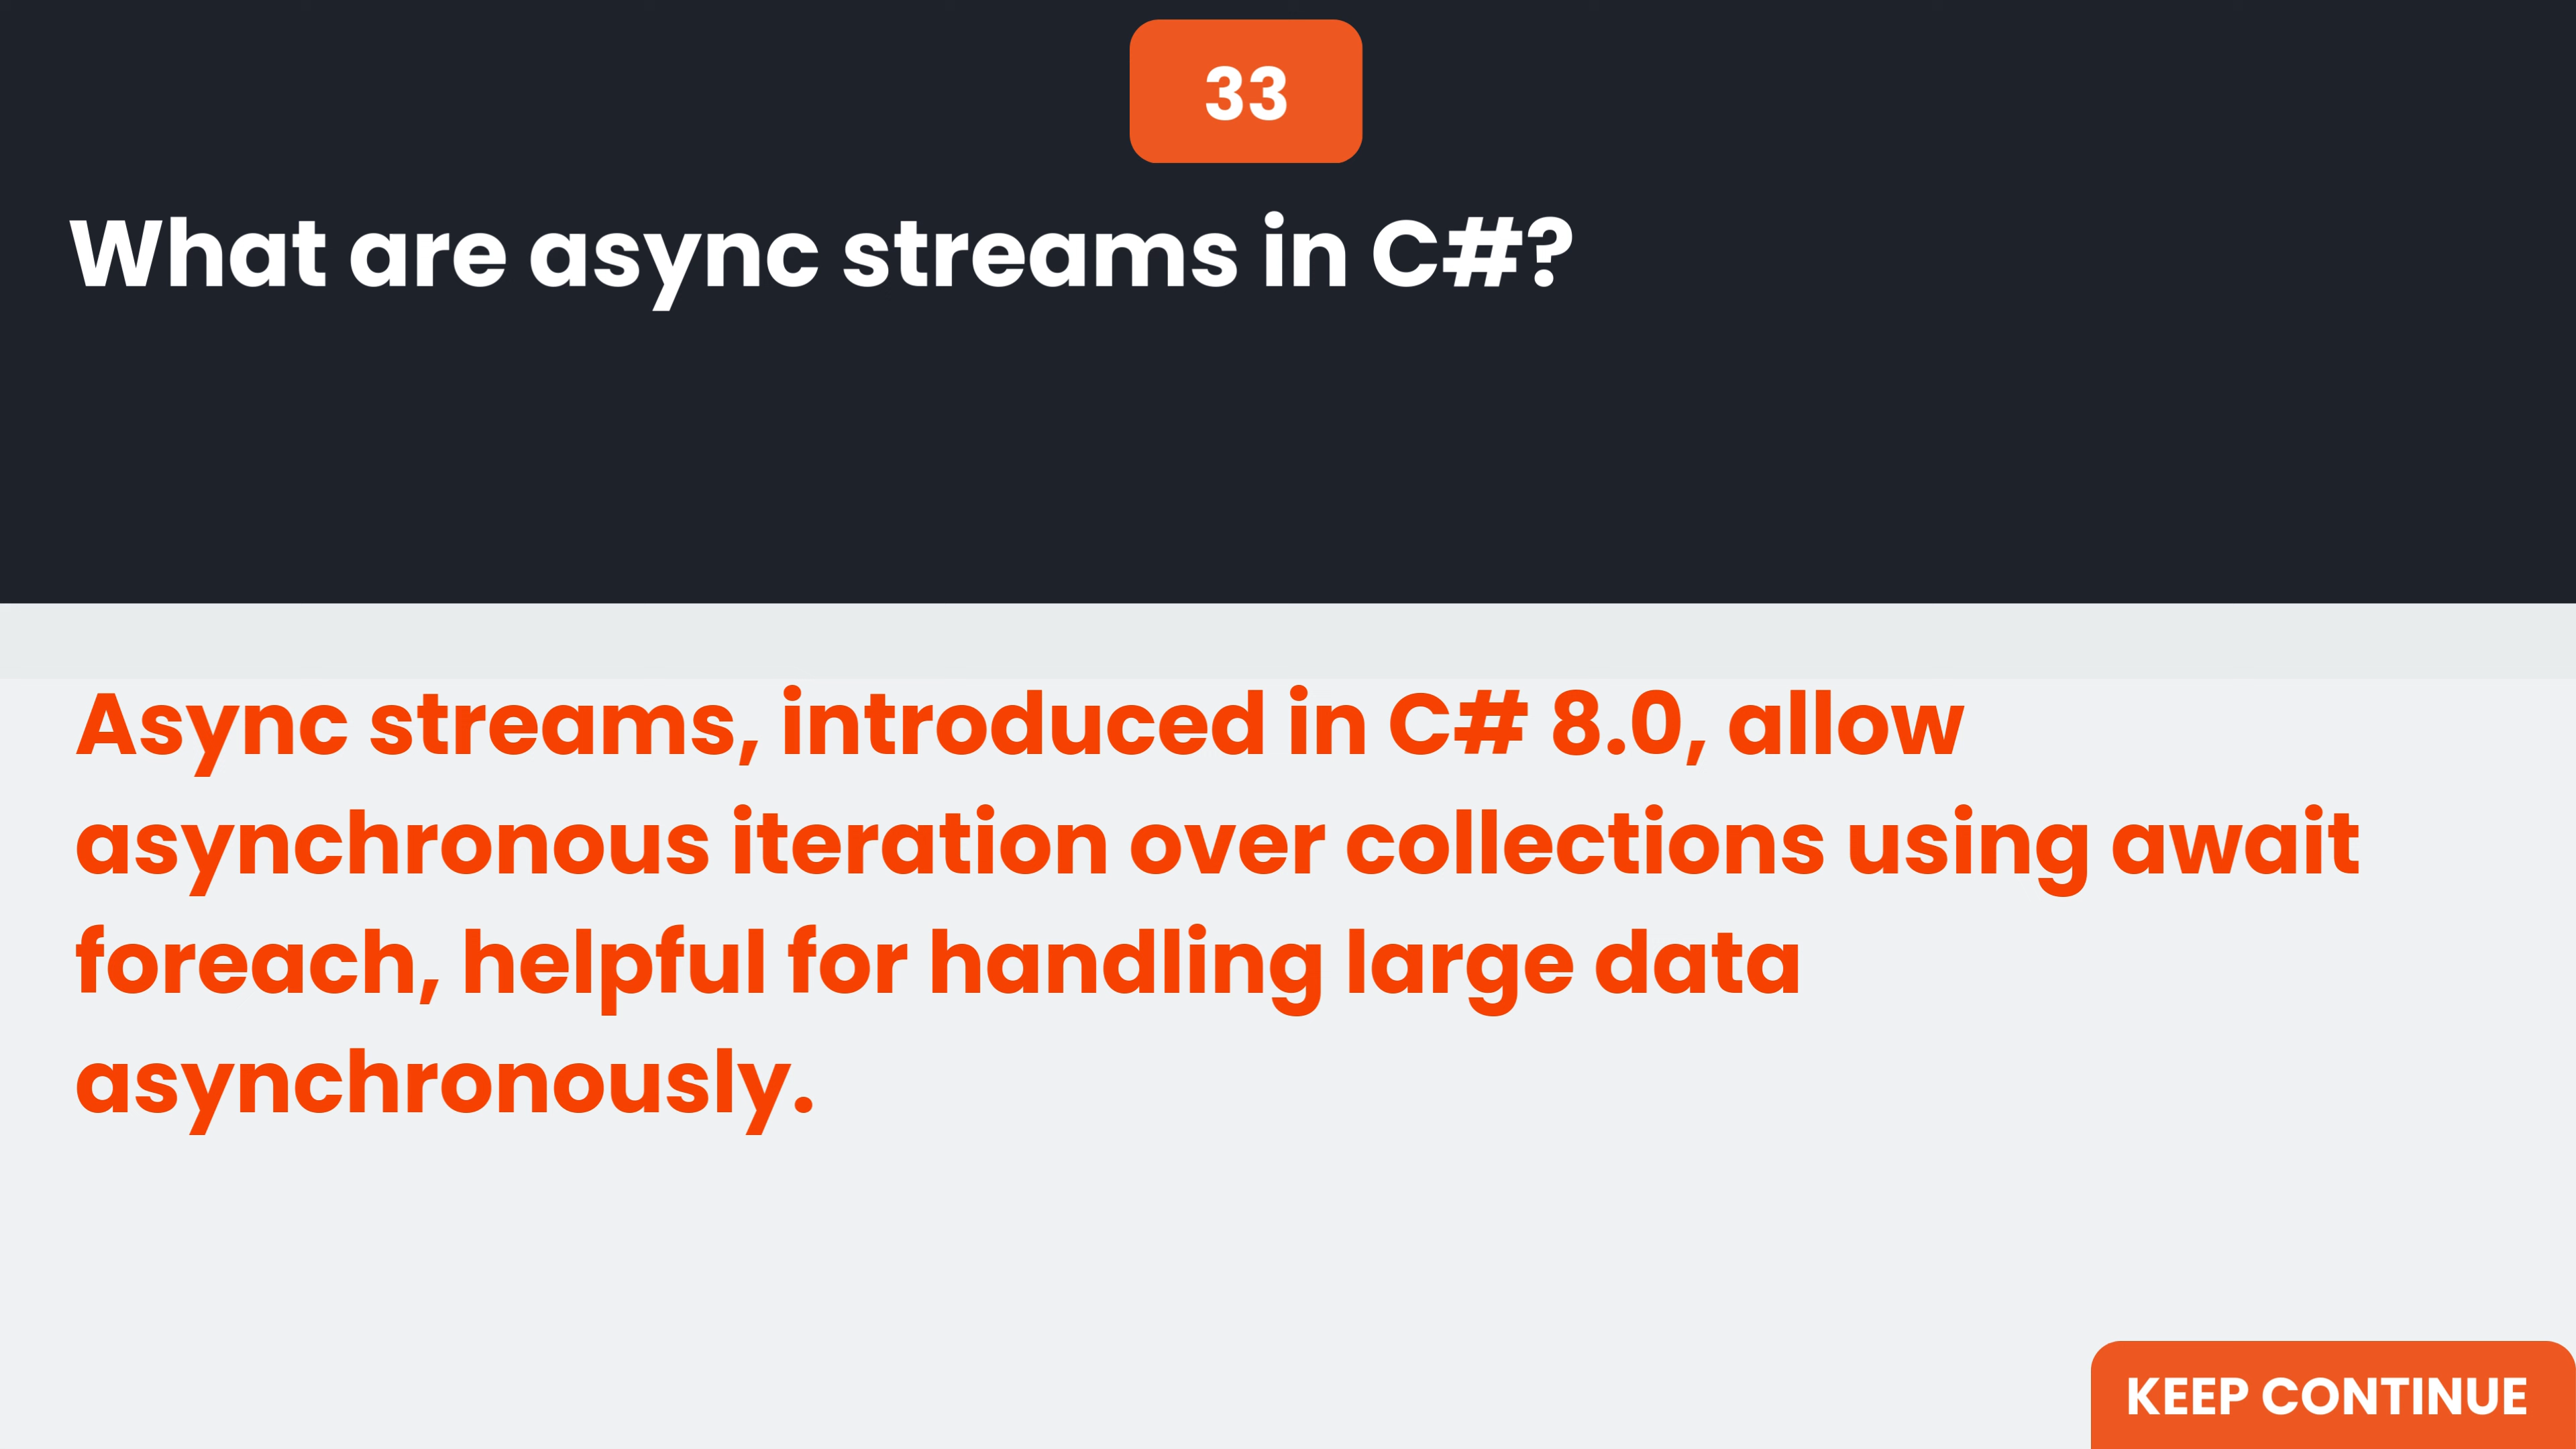 33
What are async streams in C#?
Async streams, introduced in C# 8.0, allow
asynchronous iteration over collections using await
foreach, helpful for handling large data
asynchronously.
KEEP CONTINUE